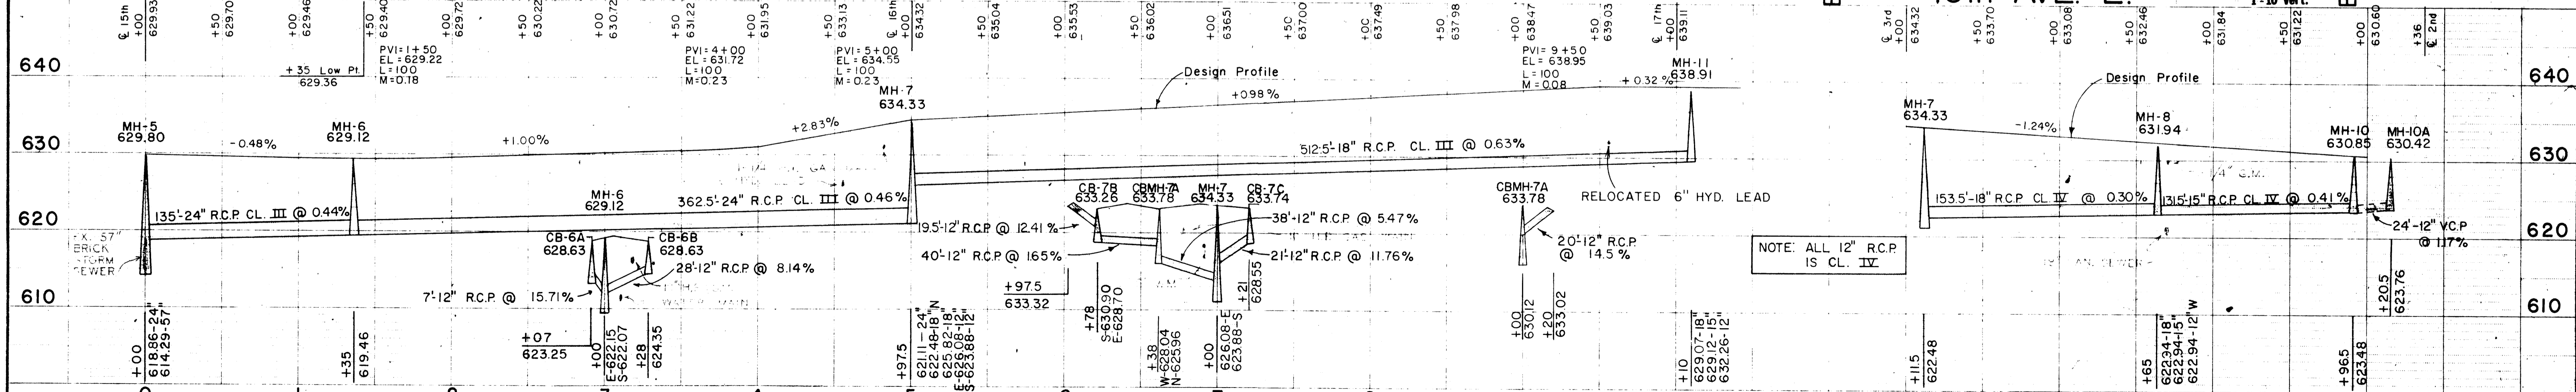 15th AVE. E.
1"=10' Vert.
℄ 15th
+00
629.93
+50
629.70
+00
629.46
+50
629.40
+00
629.72
+50
630.22
+00
630.72
+50
631.22
+00
631.95
+50
633.13
℄ 16th
+00
634.32
+50
635.04
+00
635.53
+50
636.02
+00
636.51
+50
637.00
+00
637.49
+50
637.98
+00
638.47
+50
639.03
℄ 17th
+00
639.11
℄ 3rd
+00
634.32
+50
633.70
+00
633.08
+50
632.46
+00
631.84
+50
631.22
+00
630.60
+36
℄ 2nd
640
630
620
610
+35 Low Pt.
629.36
PVI=1+50
EL=629.22
L=100
M=0.18
PVI=4+00
EL=631.72
L=100
M=0.23
PVI=5+00
EL=634.55
L=100
M=0.23
PVI=9+50
EL=638.95
L=100
M=0.08
MH-5
629.80
-0.48%
MH-6
629.12
+1.00%
+2.83%
MH-7
634.33
Design Profile
+098%
+0.32%
MH-11
638.91
135'-24" R.C.P. CL. III @ 0.44%
362.5'-24" R.C.P. CL. III @ 0.46%
512.5'-18" R.C.P. CL. III @ 0.63%
57"
BRICK
STORM
SEWER
MH-6
629.12
CB-6A
628.63
CB-6B
628.63
28'-12" R.C.P. @ 8.14%
7'-12" R.C.P. @ 15.71%
WATER MAIN
CB-7B
633.26
CBMH-7A
633.78
MH-7
634.33
CB-7C
633.74
19.5'-12" R.C.P. @ 12.41%
40'-12" R.C.P. @ 1.65%
38'-12" R.C.P. @ 5.47%
21'-12" R.C.P. @ 11.76%
CBMH-7A
633.78
20'-12" R.C.P.
@ 14.5%
RELOCATED 6" HYD. LEAD
NOTE: ALL 12" R.C.P.
IS CL. IV
MH-7
634.33
-1.24%
Design Profile
MH-8
631.94
MH-10
630.85
MH-10A
630.42
153.5'-18" R.C.P. CL IV @ 0.30%
131.5'-15" R.C.P. CL IV @ 0.41%
24'-12" V.C.P
@ 1.17%
G.M.
SEWER
640
630
620
610
+00
618.86-24"
614.29-57"
+35
619.46
+07
623.25
+00
E-622.15
S-622.07
+28
624.35
+97.5
621.11-24"
622.48-18"N
625.82-18"
E-626.08-12"
S-623.88-12"
+97.5
633.32
+78
S-630.90
E-628.70
+38
W-628.04
N-625.96
+00
626.08-E
623.88-S
+21
628.55
+00
630.12
+20
633.02
+10
629.07-18"
629.12-15"
632.26-12"
+11.5
622.48
+65
622.94-18"
622.94-15"
622.94-12"W
+96.5
623.48
+20.5
623.76